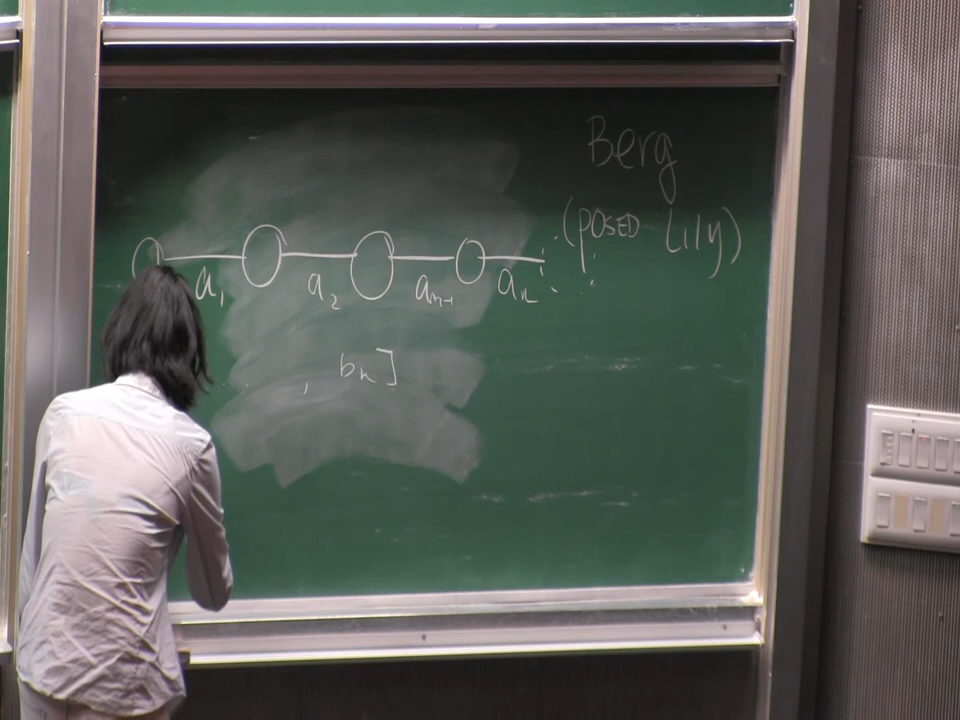 Berg
(POSED Lily)
a₁ a₂ aₙ₋₁ aₙ
, bₙ]